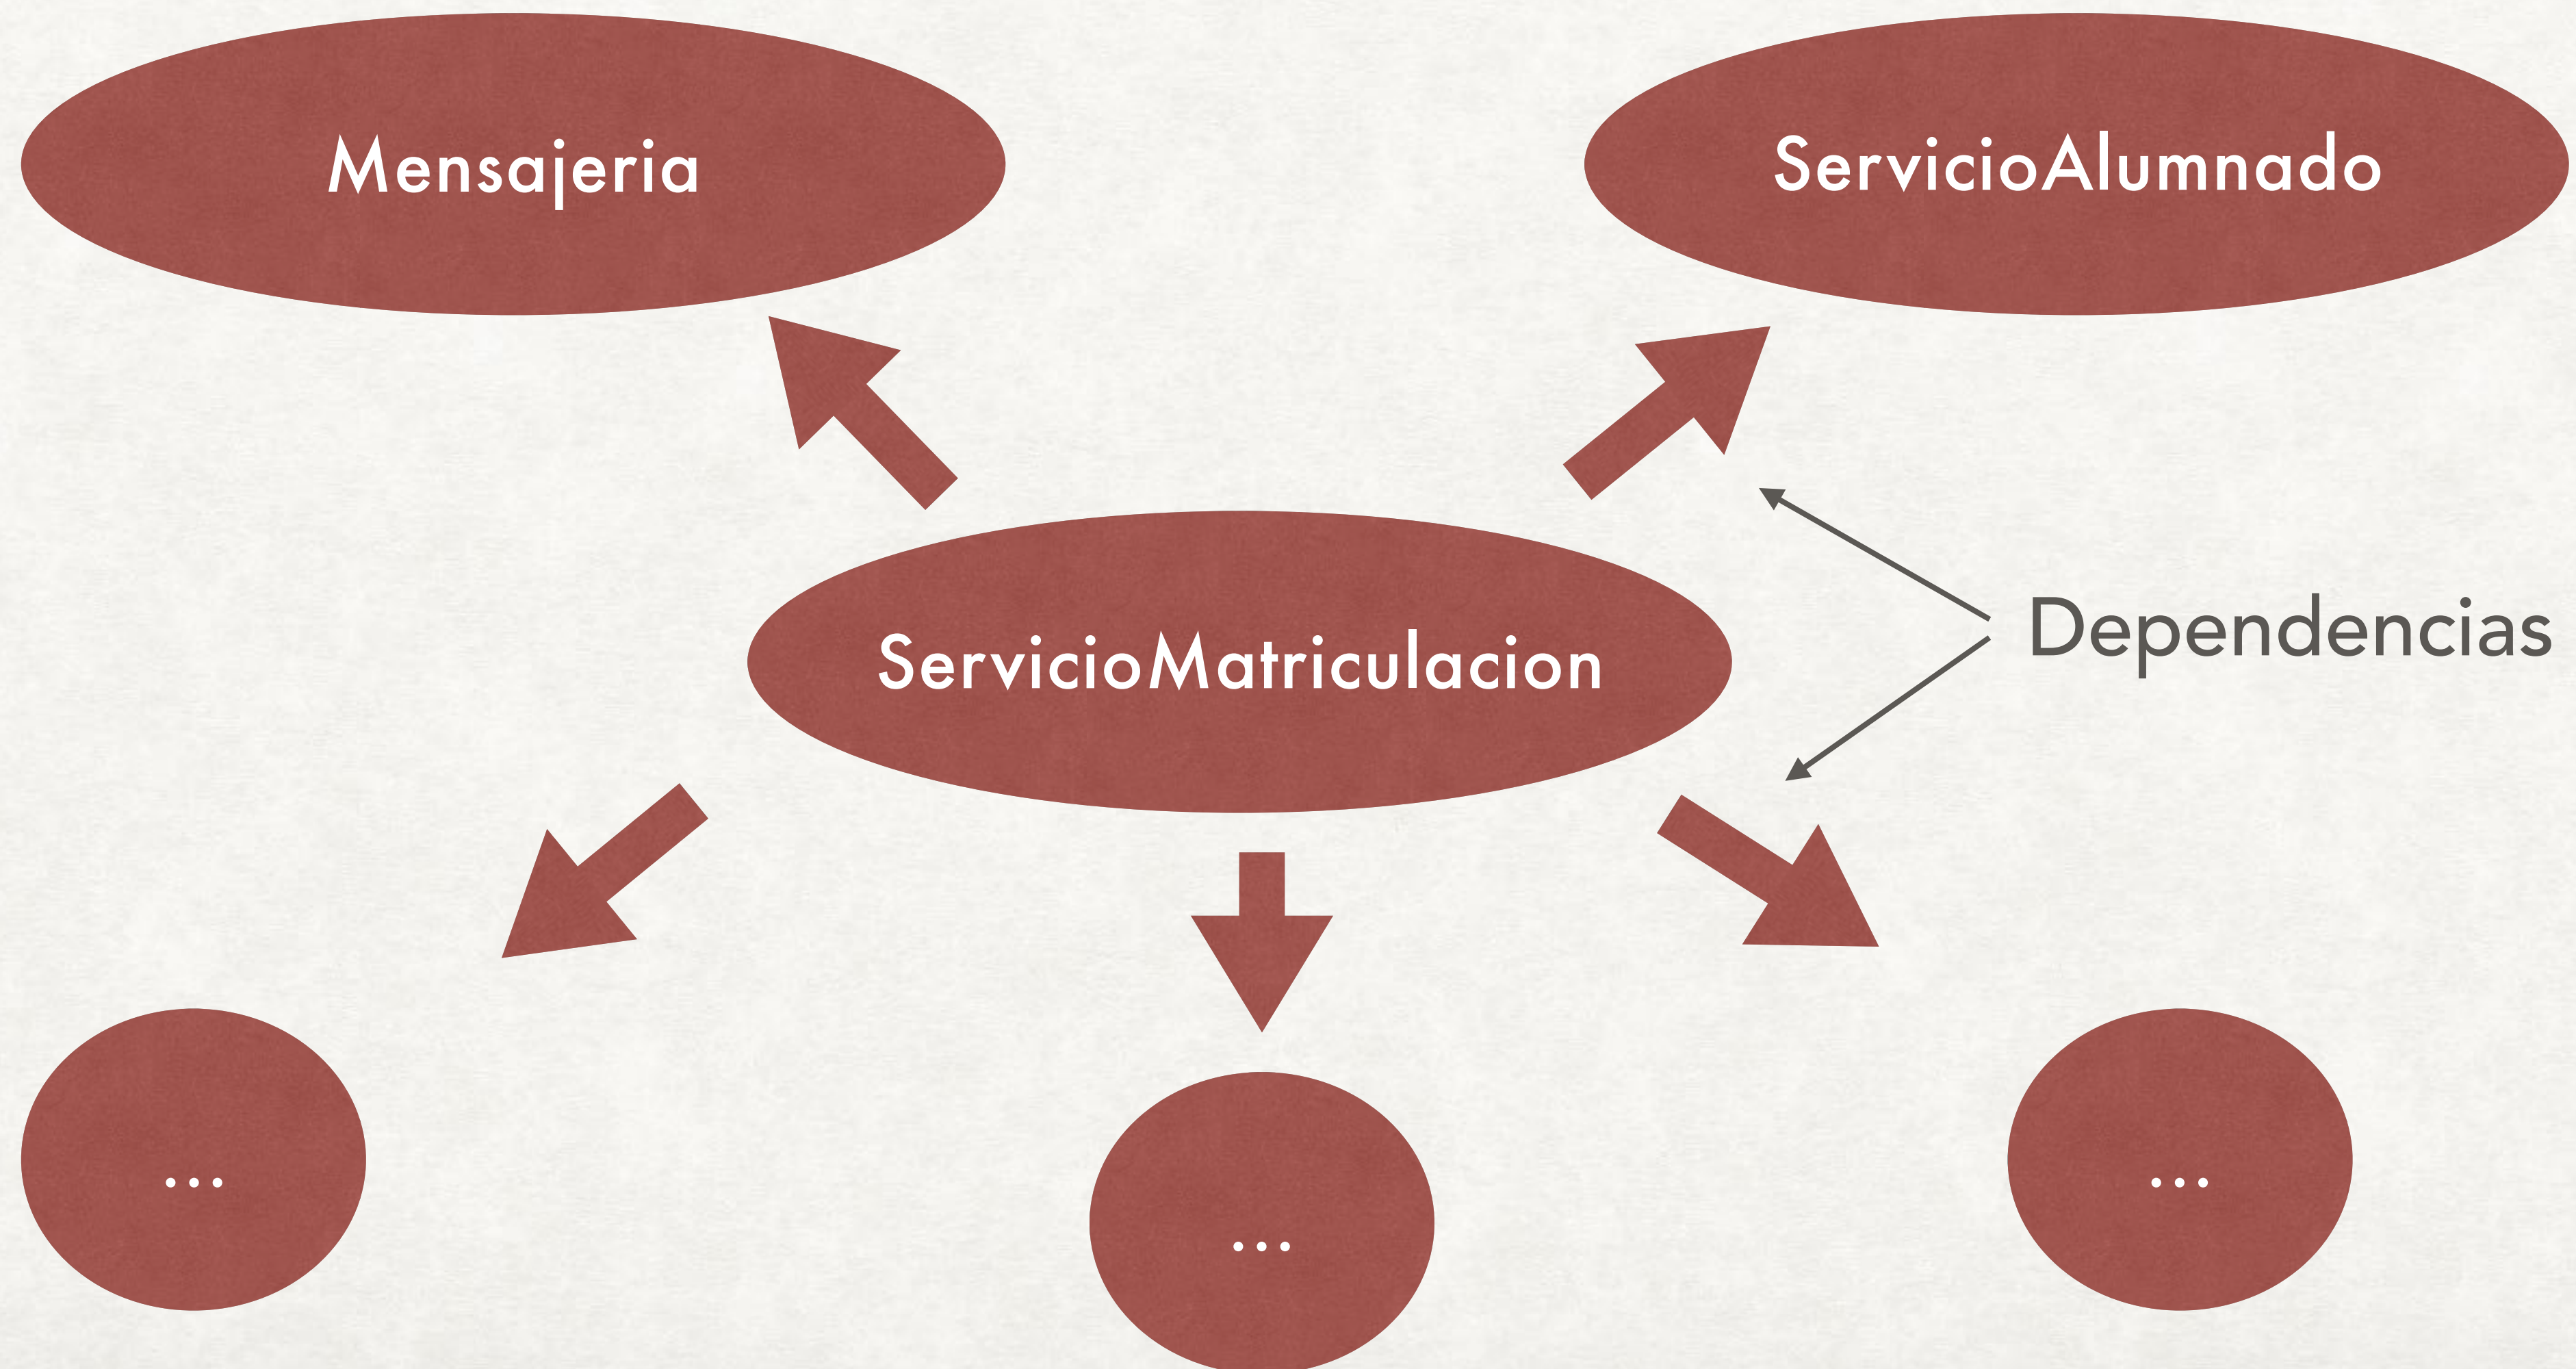 Mensajeria
ServicioAlumnado
ServicioMatriculacion
Dependencias
...
...
...